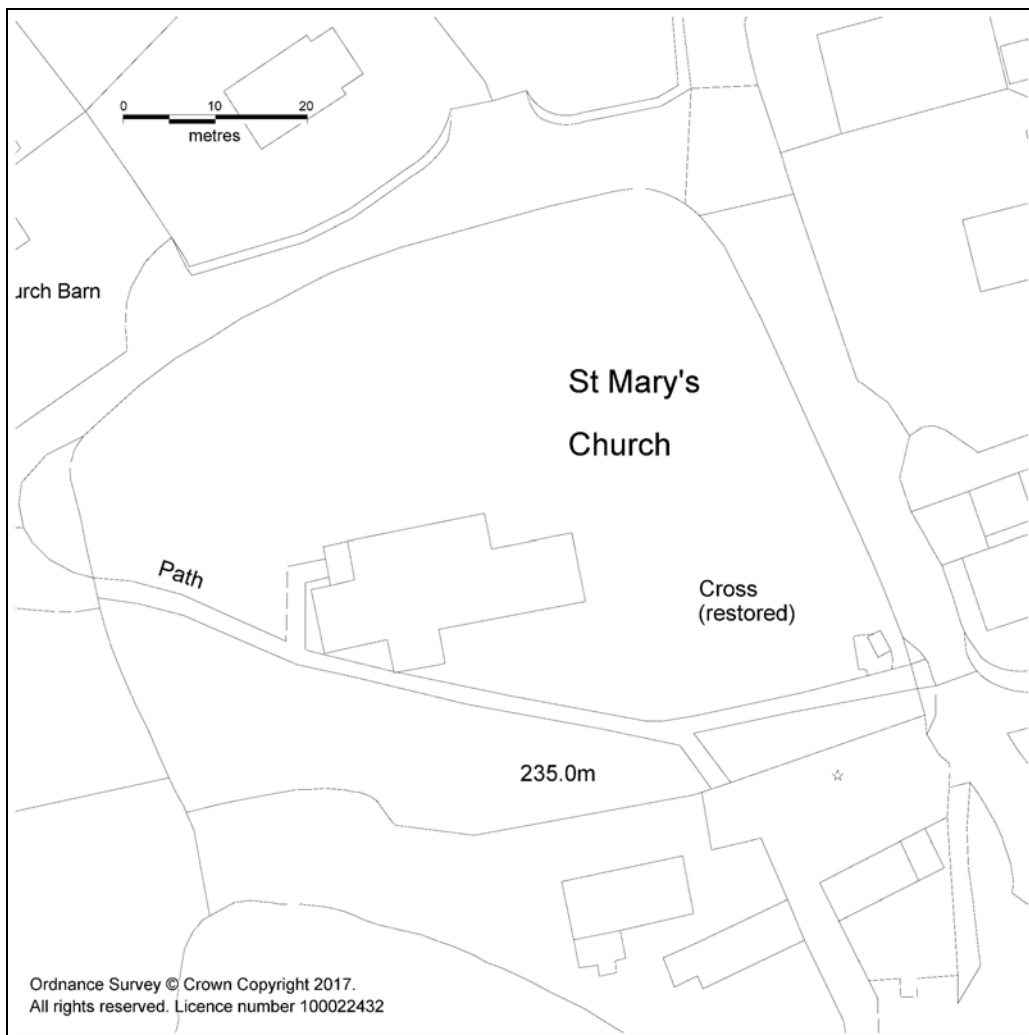 0 10 20
metres
urch Barn
St Mary's
Church
Path
Cross
(restored)
235.0m
Ordnance Survey © Crown Copyright 2017.
All rights reserved. Licence number 100022432